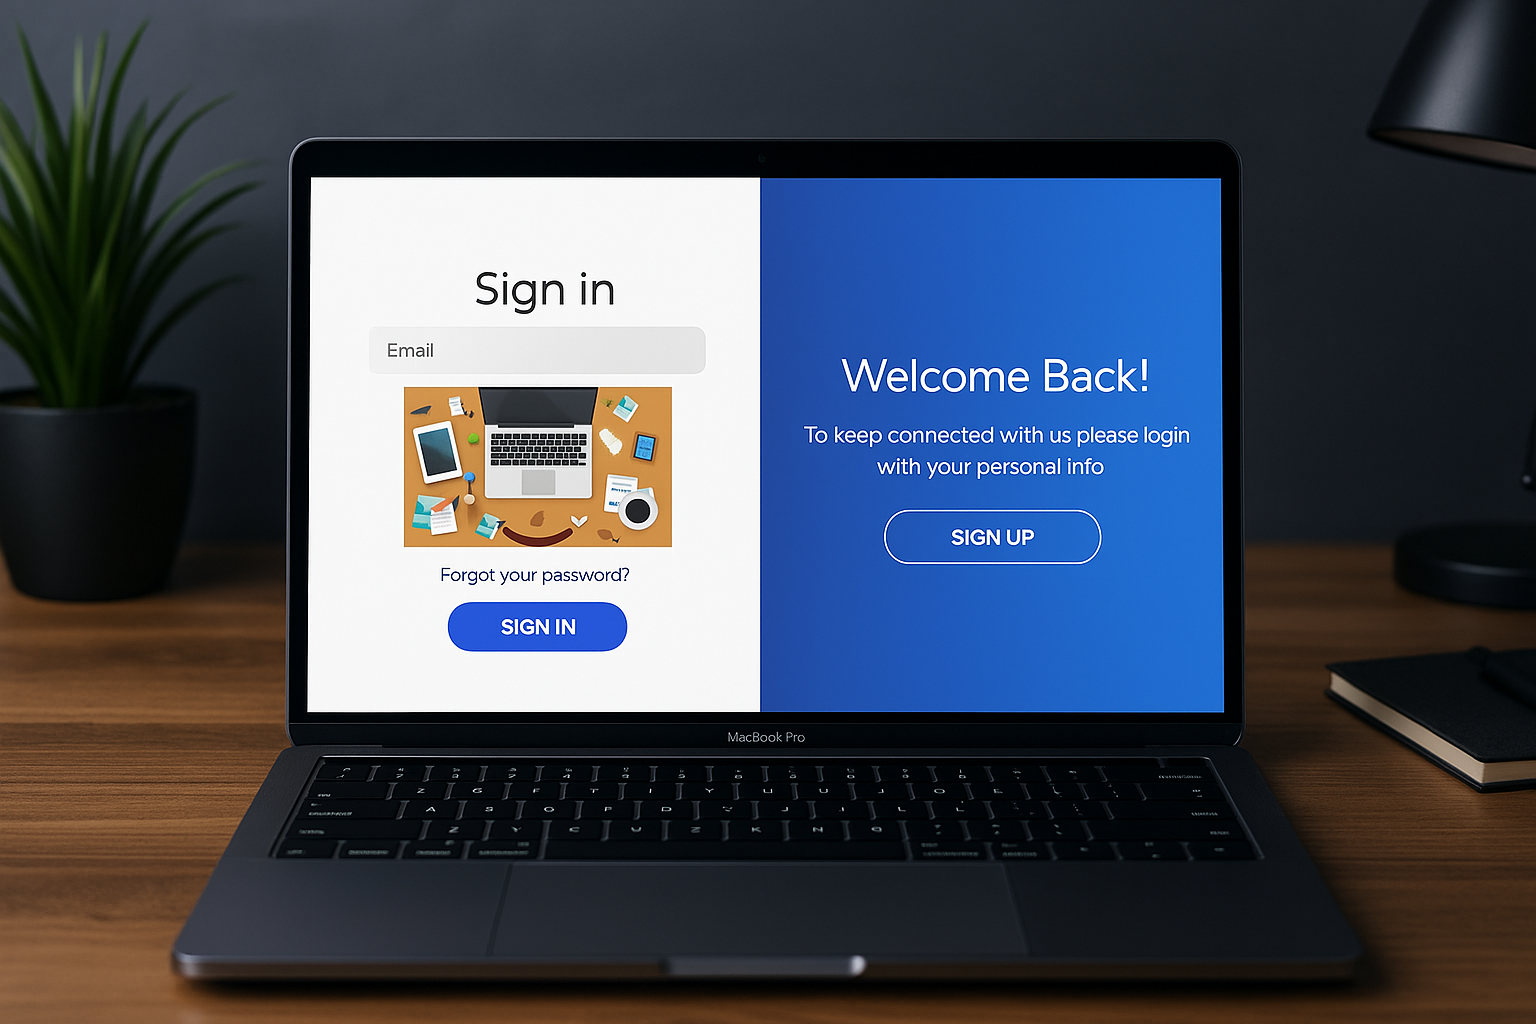 Sign in
Email
Forgot your password?
SIGN IN
Welcome Back!
To keep connected with us please login
with your personal info
SIGN UP
MacBook Pro